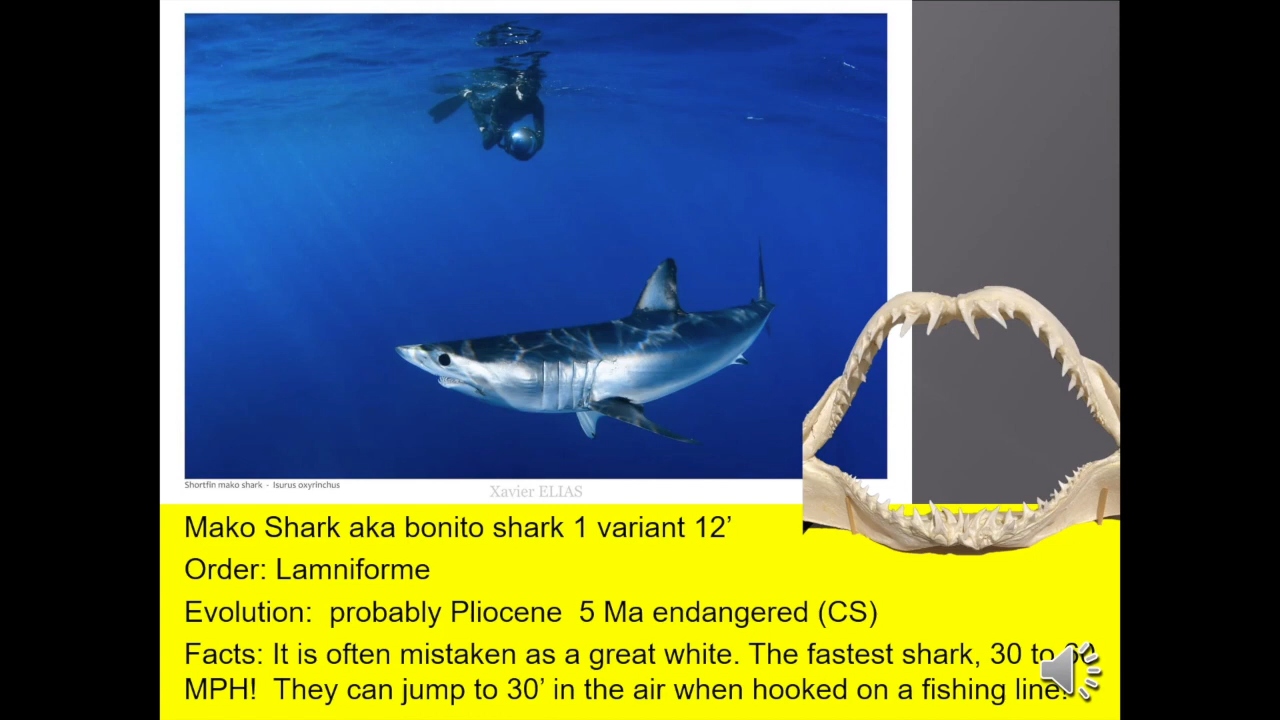 Shortfin mako shark - Isurus oxyrinchus
Xavier ELIAS
Mako Shark aka bonito shark 1 variant 12’
Order: Lamniforme
Evolution:  probably Pliocene  5 Ma endangered (CS)
Facts: It is often mistaken as a great white. The fastest shark, 30 to
MPH!  They can jump to 30’ in the air when hooked on a fishing line!